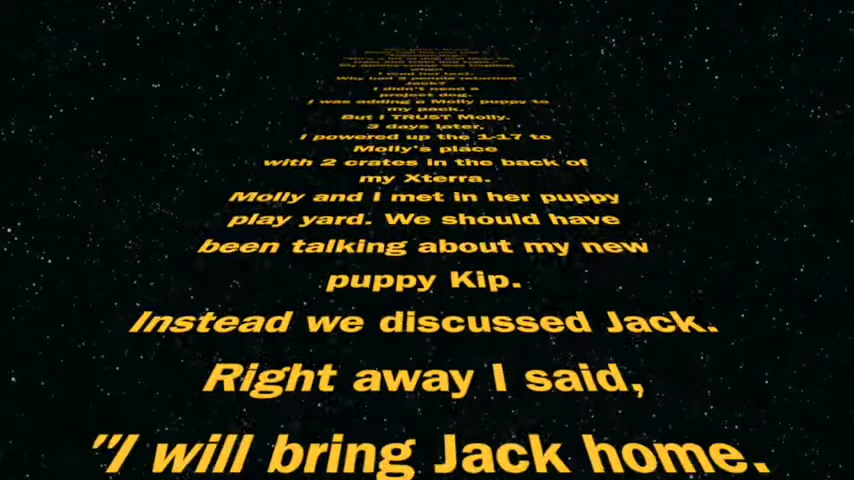 I read her text.
Why had 2 people returned
Jack?
I didn't need a
project dog.
I was adding a Molly puppy to
my pack.
But I TRUST Molly.
3 days later,
I powered up the 1-17 to
Molly's place
with 2 crates in the back of
my Xterra.
Molly and I met in her puppy
play yard. We should have
been talking about my new
puppy Kip.
Instead we discussed Jack.
Right away I said,
"I will bring Jack home.